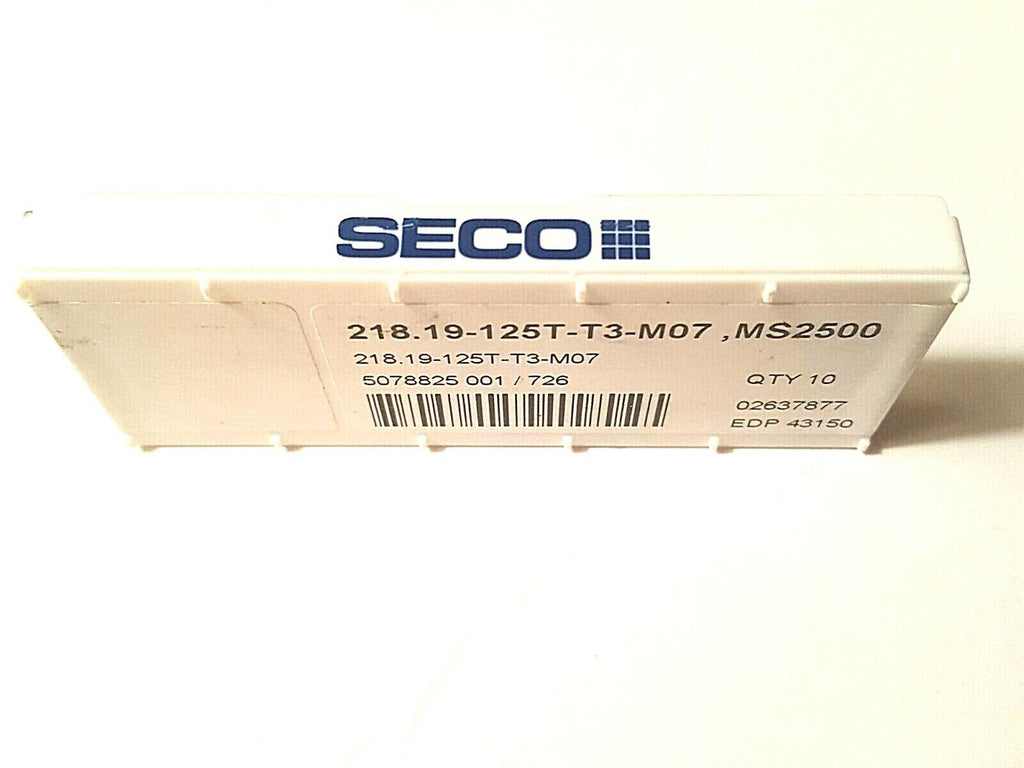 SECO
218.19-125T-T3-M07 ,MS2500
218.19-125T-T3-M07
5078825 001 / 726
QTY 10
02637877
EDP 43150